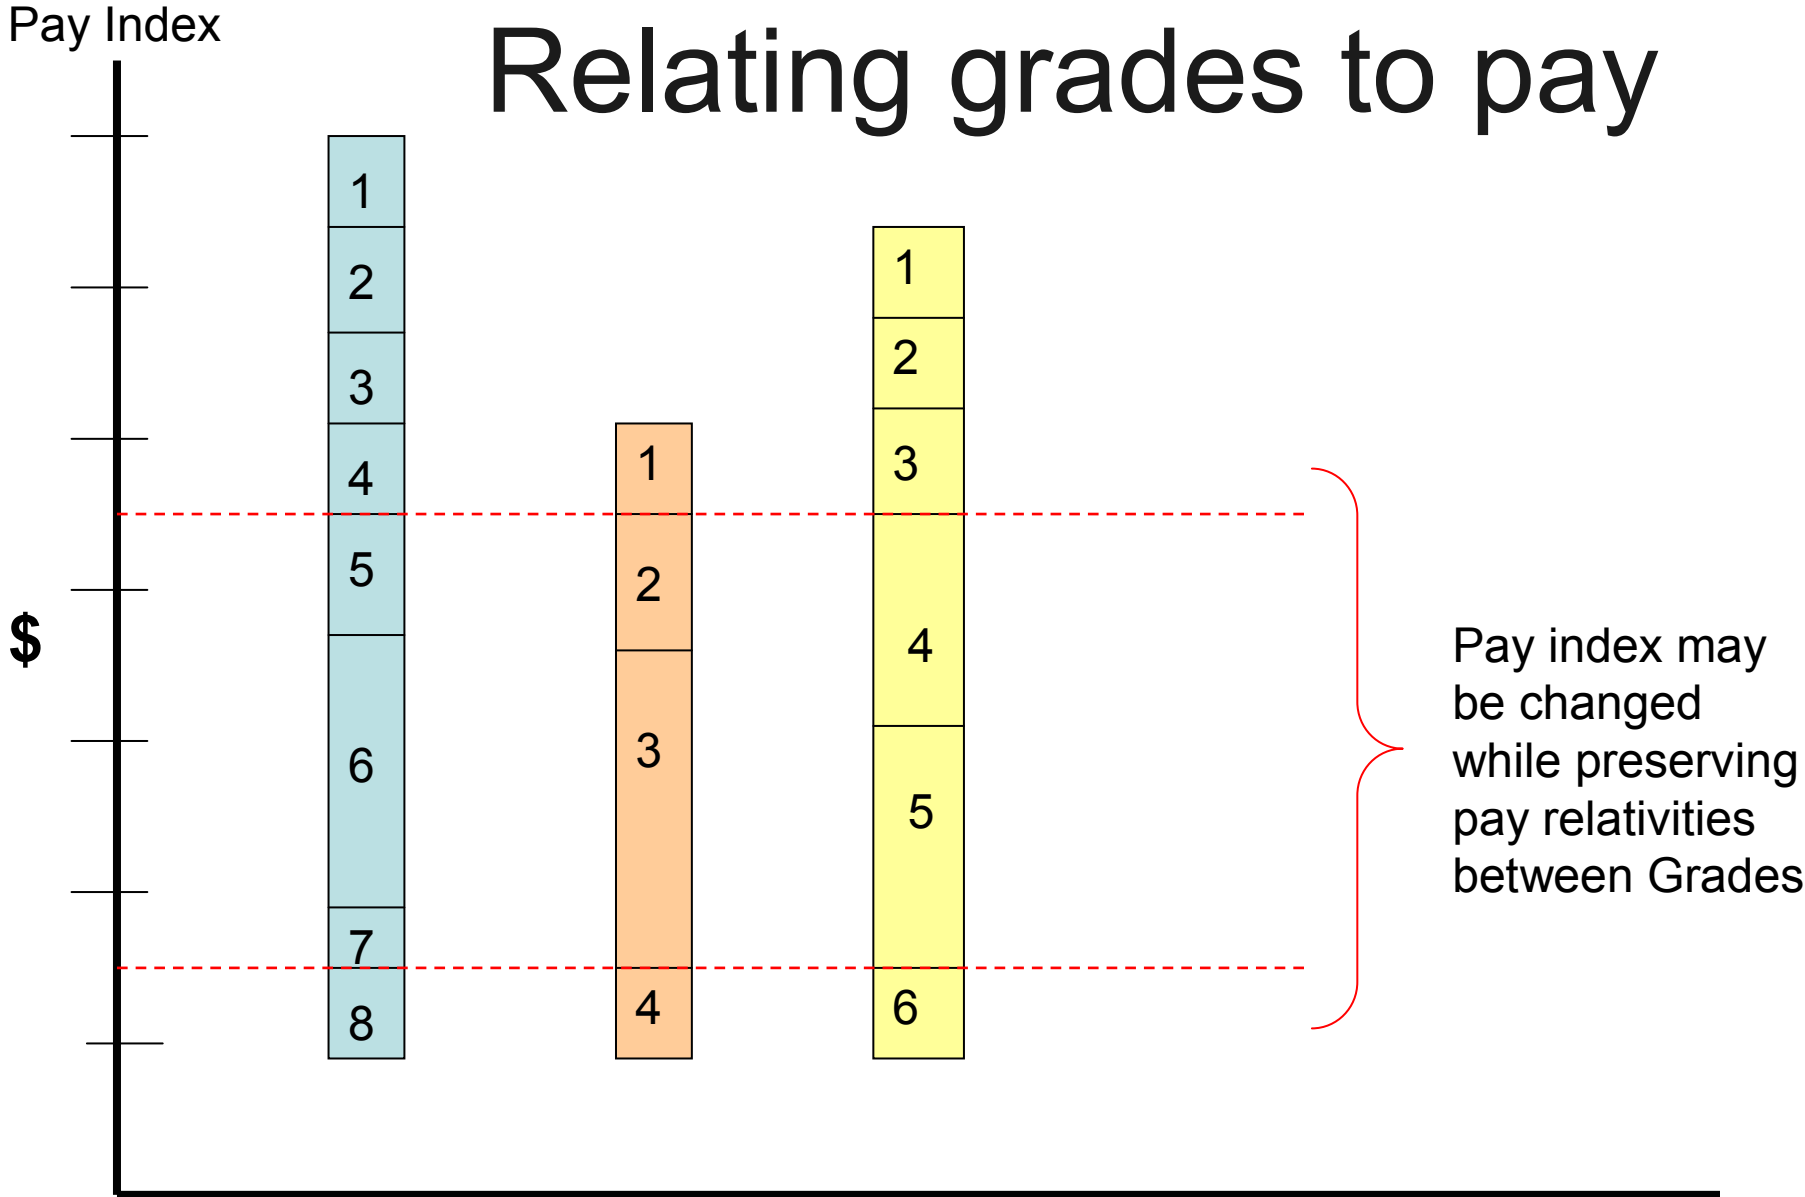 Pay Index
Relating grades to pay
$
1
2
3
4
5
6
7
8
1
2
3
4
1
2
3
4
5
6
Pay index may
be changed
while preserving
pay relativities
between Grades